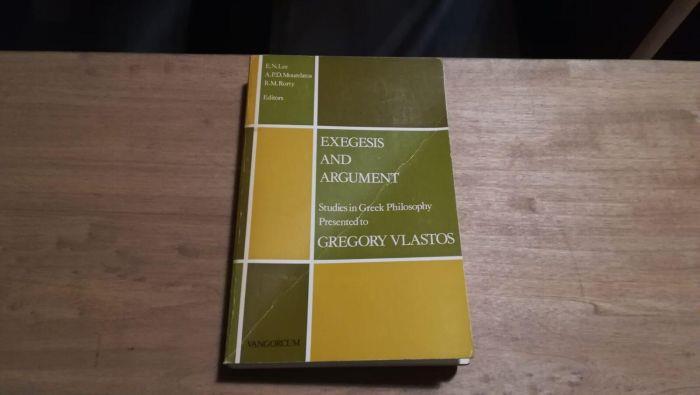 E.N. Lee
A.P.D. Mourelatos
R.M. Rorty
Editors
EXEGESIS
AND
ARGUMENT
Studies in Greek Philosophy
Presented to
GREGORY VLASTOS
VANGORCUM